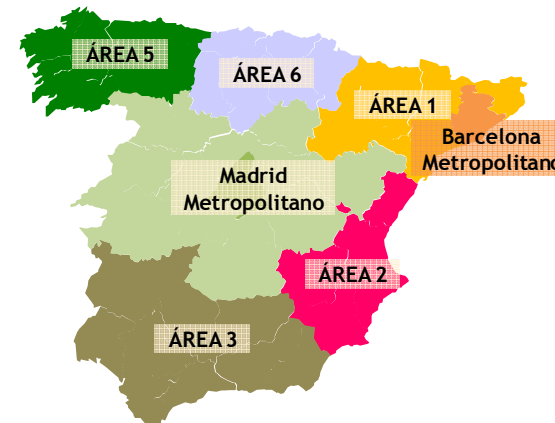 ÁREA 5
ÁREA 6
ÁREA 1
Barcelona
Metropolitano
Madrid
Metropolitano
ÁREA 2
ÁREA 3